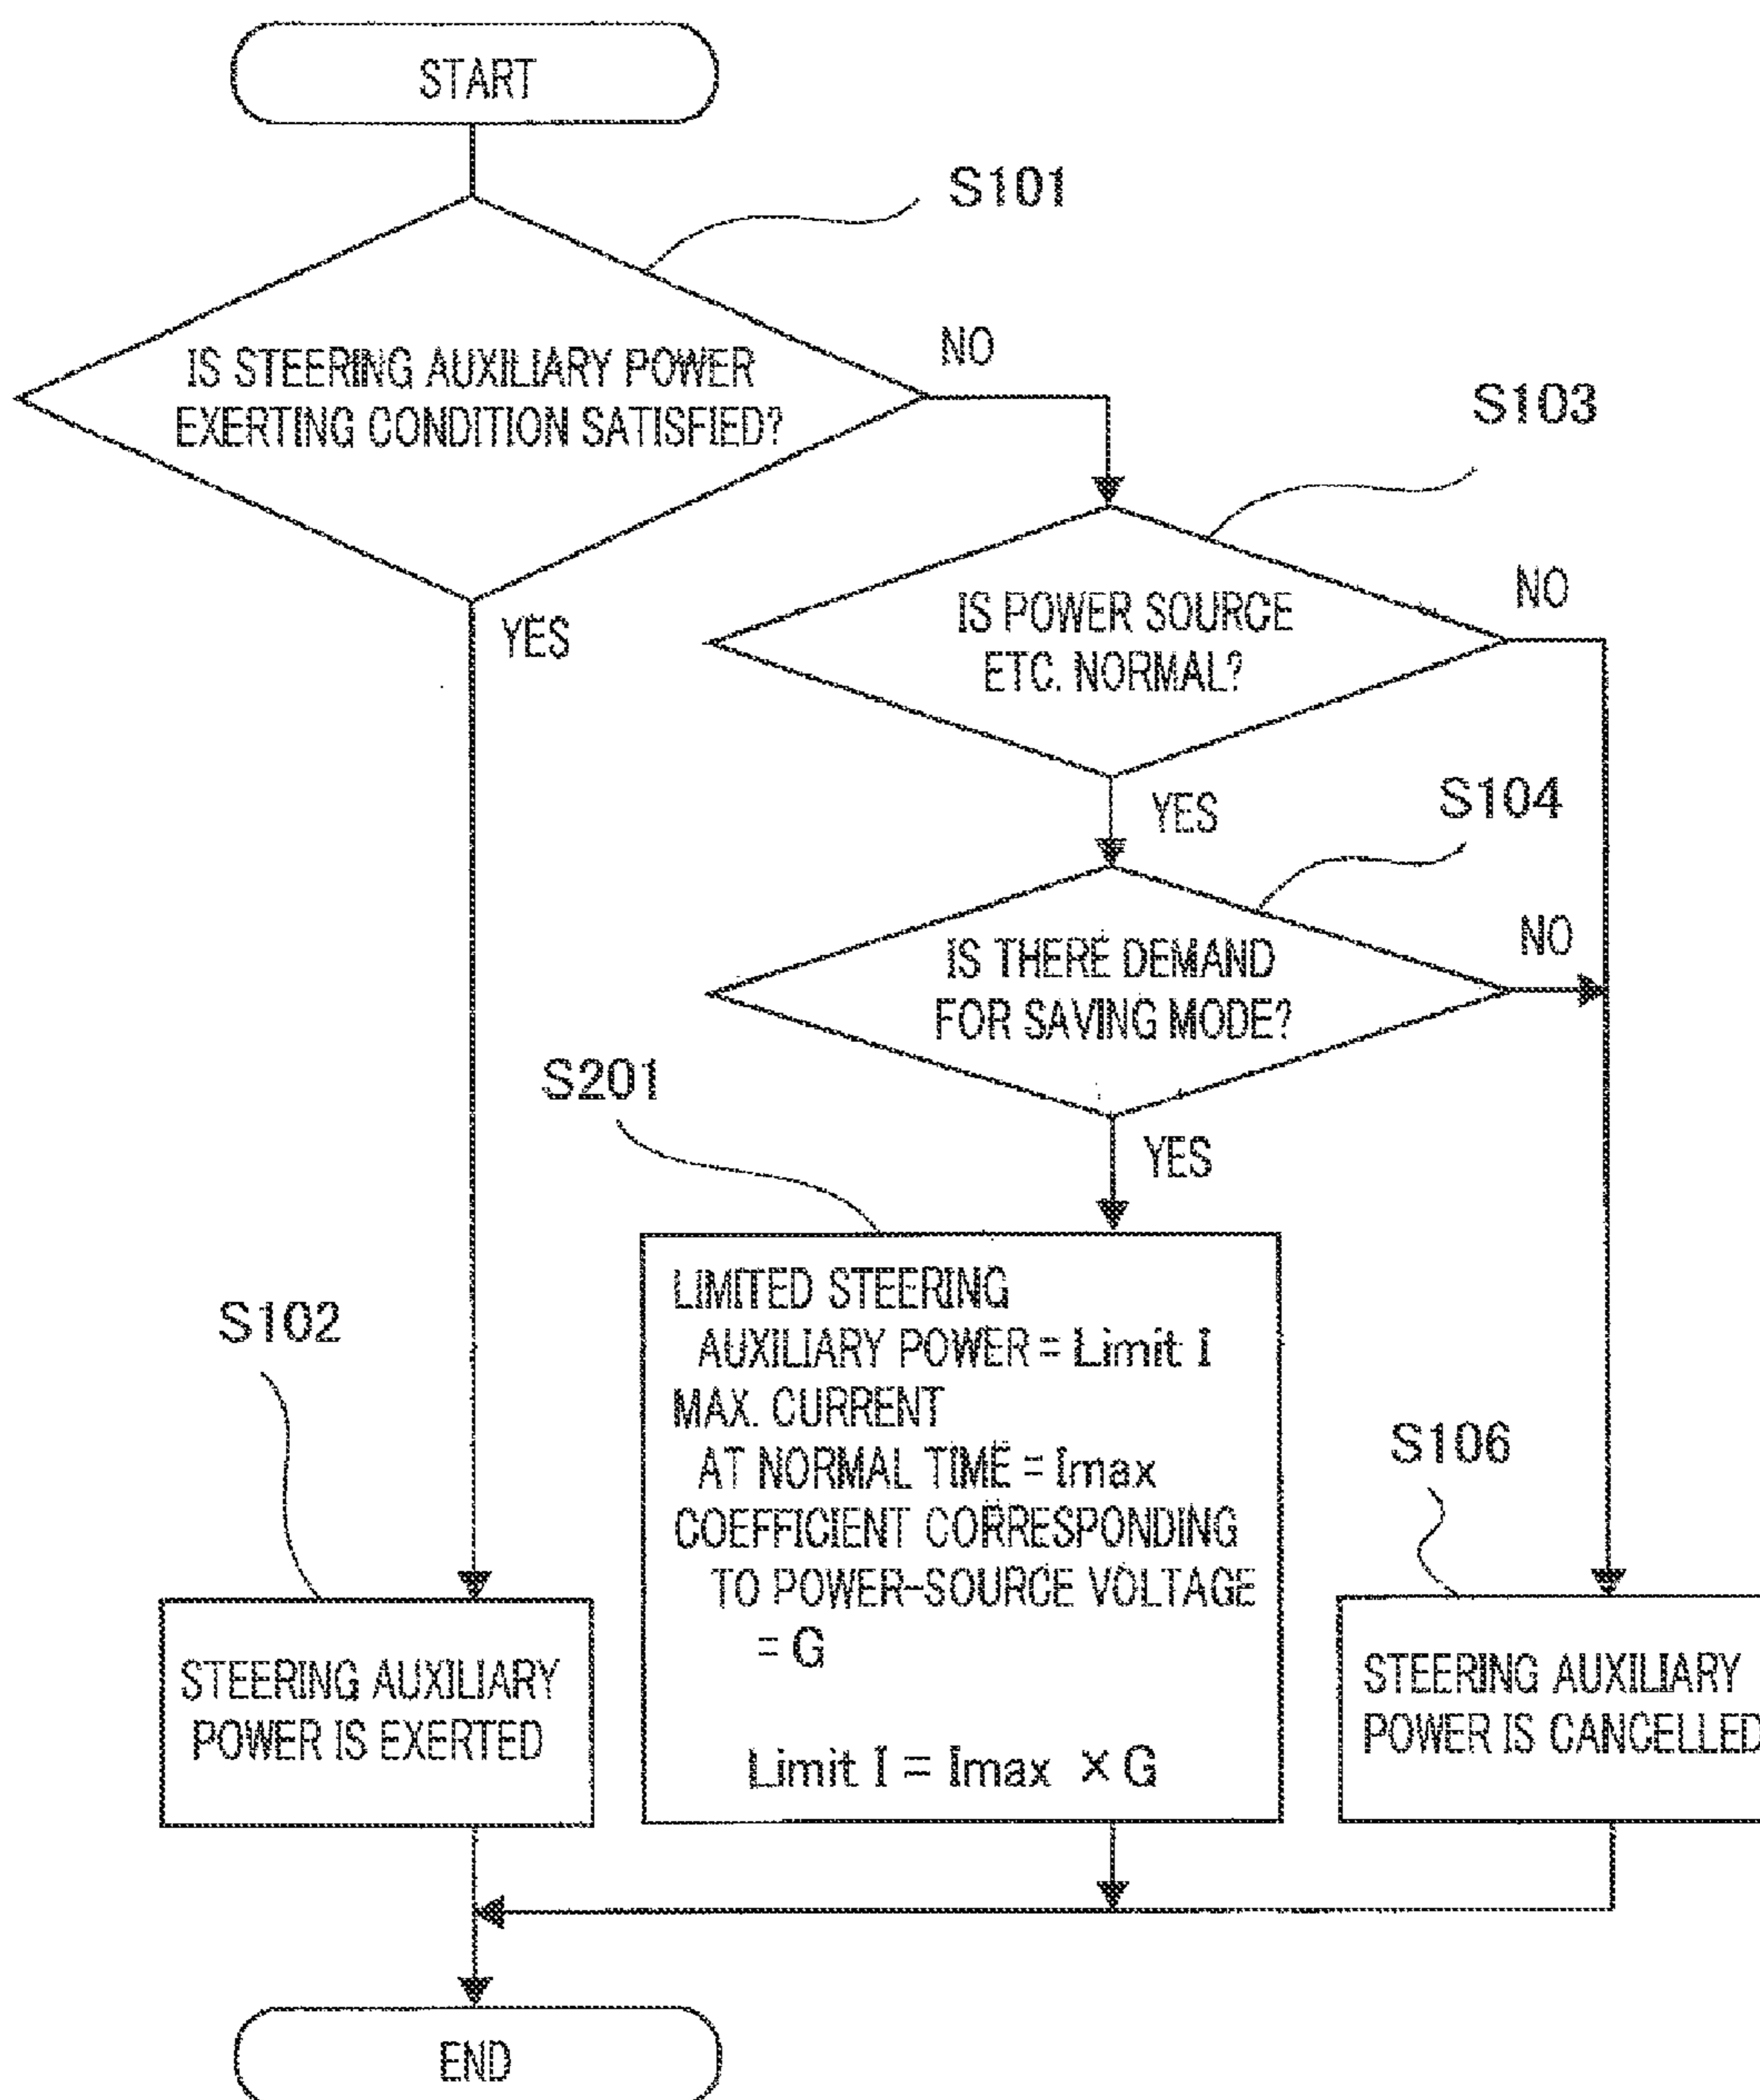 START
S101
IS STEERING AUXILIARY POWER
EXERTING CONDITION SATISFIED?
NO
YES
S103
IS POWER SOURCE
ETC. NORMAL?
NO
YES
S104
IS THERE DEMAND
FOR SAVING MODE?
NO
YES
S201
LIMITED STEERING
AUXILIARY POWER = Limit I
MAX. CURRENT
AT NORMAL TIME = Imax
COEFFICIENT CORRESPONDING
TO POWER-SOURCE VOLTAGE
= G
Limit I = Imax × G
S102
STEERING AUXILIARY
POWER IS EXERTED
S106
STEERING AUXILIARY
POWER IS CANCELLED
END